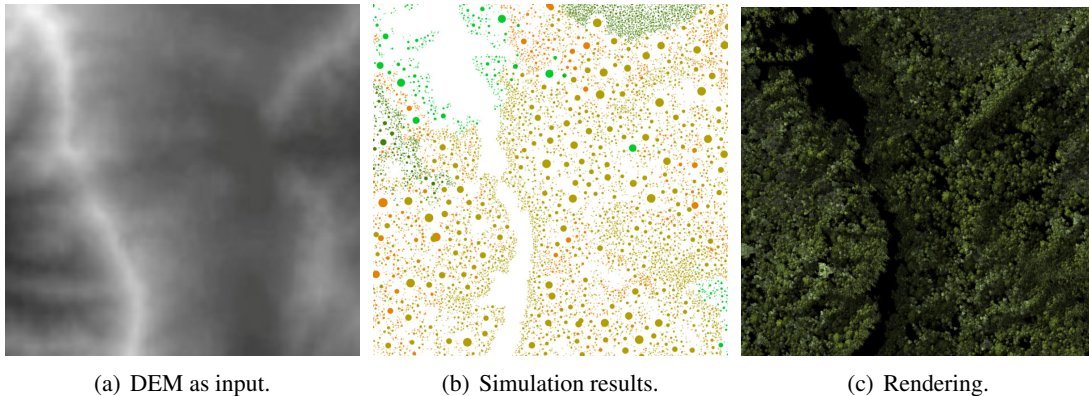 (a) DEM as input.
(b) Simulation results.
(c) Rendering.